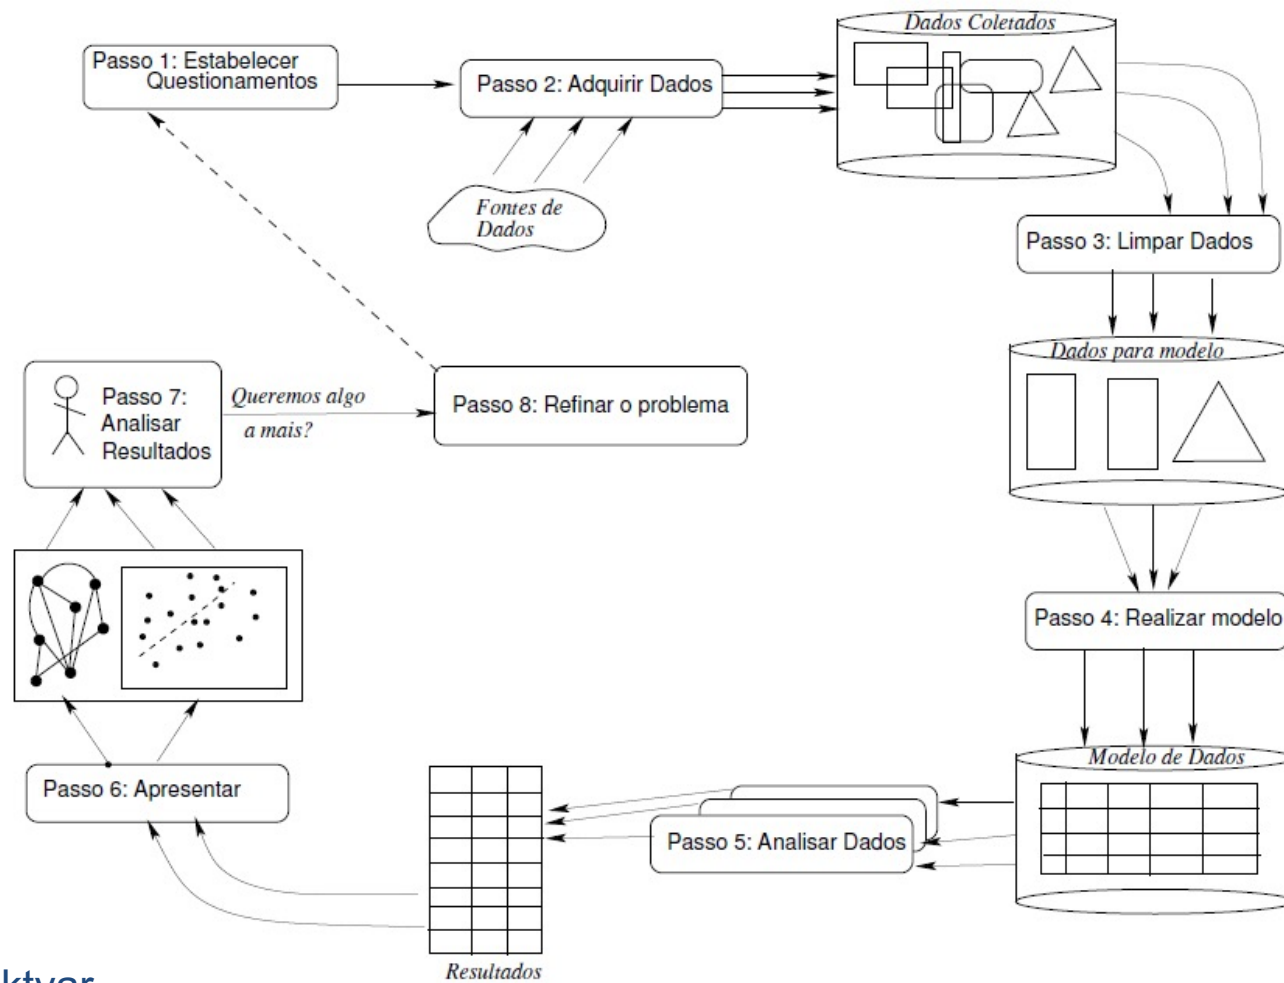 Dados Coletados
Passo 1: Estabelecer
Questionamentos
Passo 2: Adquirir Dados
Fontes de
Dados
Passo 3: Limpar Dados
Dados para modelo
Passo 7:
Analisar
Resultados
Queremos algo
a mais?
Passo 8: Refinar o problema
Passo 4: Realizar modelo
Modelo de Dados
Passo 6: Apresentar
Passo 5: Analisar Dados
Resultados